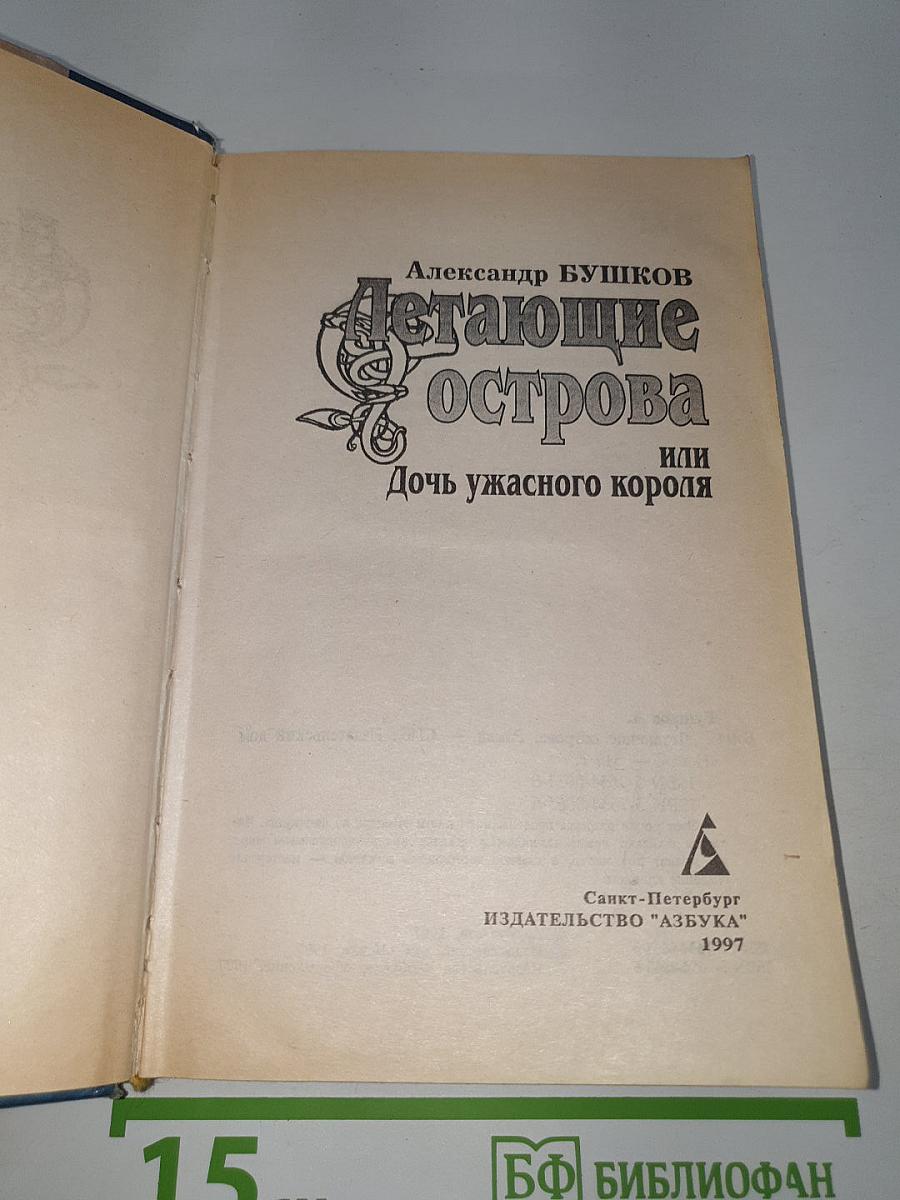 Александр БУШКОВ
Летающие
острова
или
Дочь ужасного короля
Санкт-Петербург
ИЗДАТЕЛЬСТВО "АЗБУКА"
1997
15
БФ БИБЛИОФАН